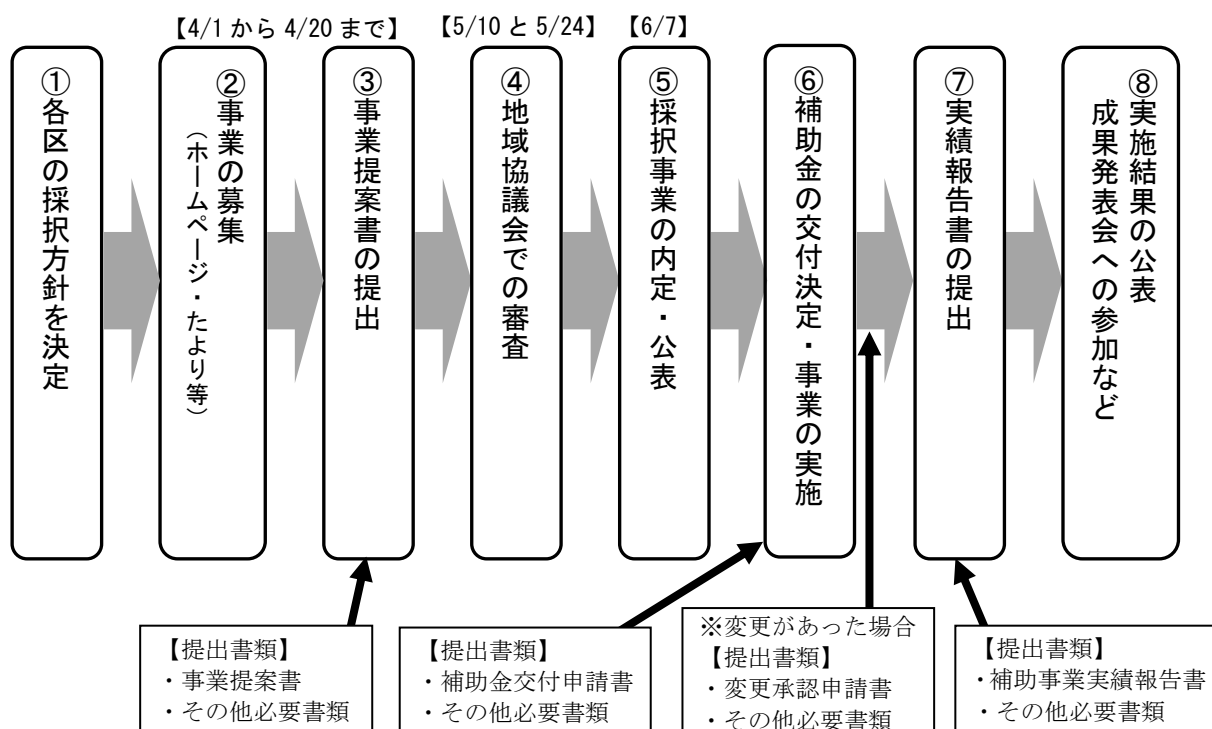 【4/1 から 4/20 まで】
【5/10 と 5/24】
【6/7】
①各区の採択方針を決定
②事業の募集
（ホームページ・たより等）
③事業提案書の提出
④地域協議会での審査
⑤採択事業の内定・公表
⑥補助金の交付決定・事業の実施
⑦実績報告書の提出
⑧実施結果の公表
成果発表会への参加など
【提出書類】
・事業提案書
・その他必要書類
【提出書類】
・補助金交付申請書
・その他必要書類
※変更があった場合
【提出書類】
・変更承認申請書
・その他必要書類
【提出書類】
・補助事業実績報告書
・その他必要書類